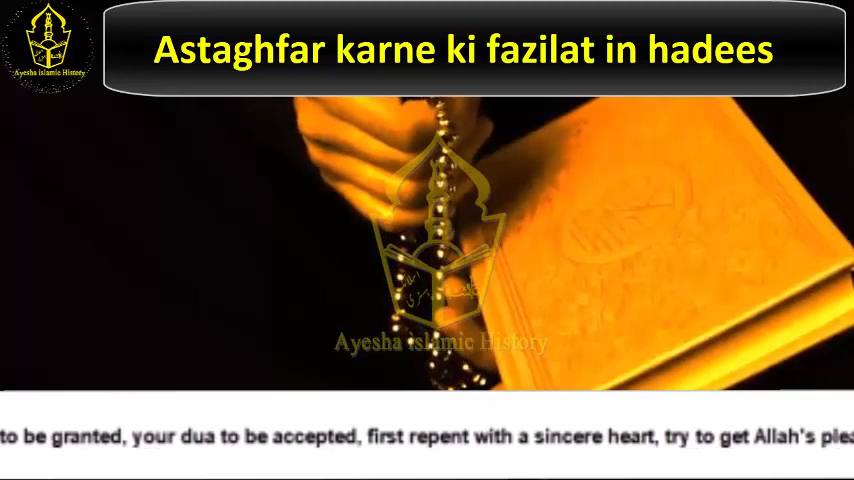 Astaghfar karne ki fazilat in hadees
Ayesha islamic History
Ayesha islamic History
to be granted, your dua to be accepted, first repent with a sincere heart, try to get Allah's